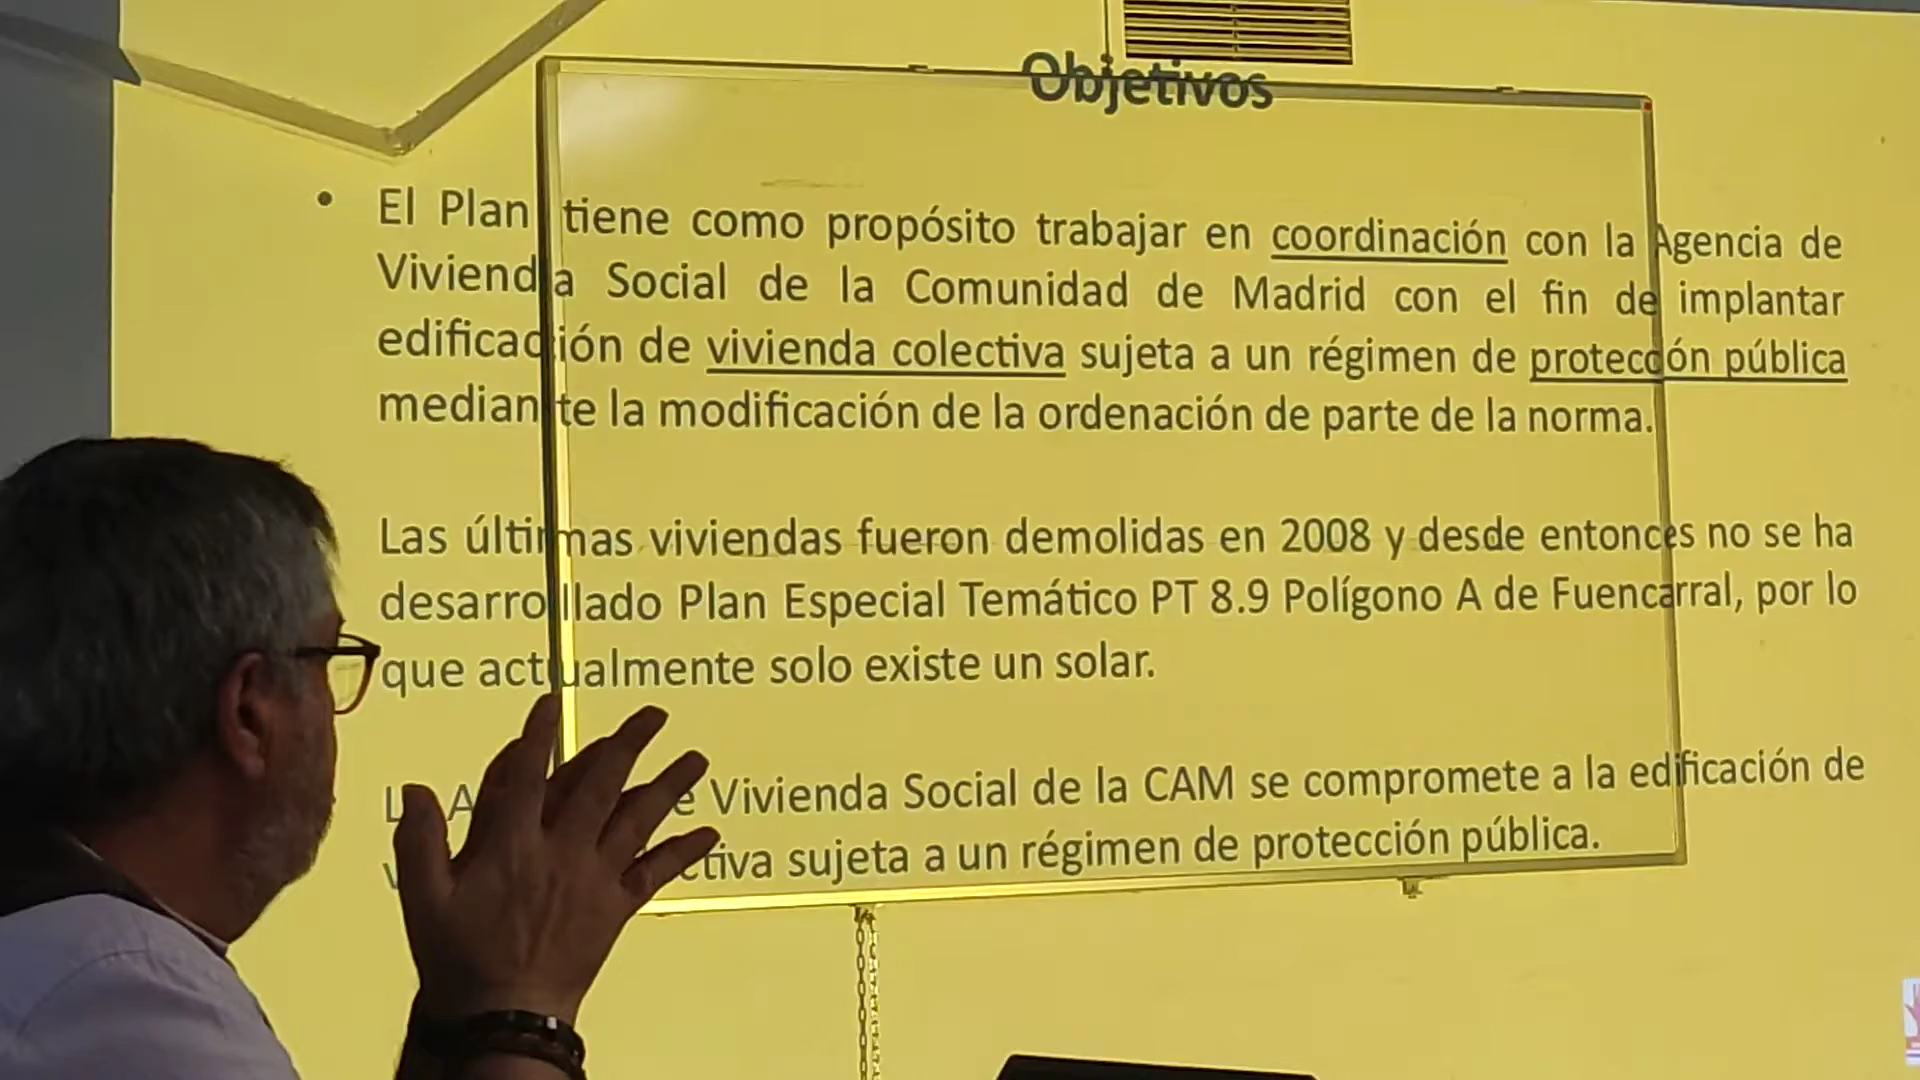 Objetivos
• El Plan tiene como propósito trabajar en coordinación con la Agencia de
Vivienda Social de la Comunidad de Madrid con el fin de implantar
edificación de vivienda colectiva sujeta a un régimen de protección pública
mediante la modificación de la ordenación de parte de la norma.
Las últimas viviendas fueron demolidas en 2008 y desde entonces no se ha
desarrollado Plan Especial Temático PT 8.9 Polígono A de Fuencarral, por lo
que actualmente solo existe un solar.
Vivienda Social de la CAM se compromete a la edificación de
sujeta a un régimen de protección pública.